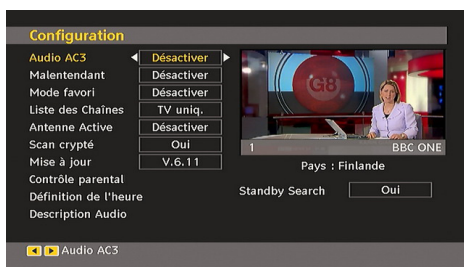 Configuration
Audio AC3 Désactiver
Malentendant Désactiver
Mode favori Désactiver
Liste des Chaînes TV uniq.
Antenne Active Désactiver
Scan crypté Oui
Mise à jour V.6.11
Contrôle parental
Définition de l'heure
Description Audio
G8
1 BBC ONE
Pays : Finlande
Standby Search Oui
Audio AC3